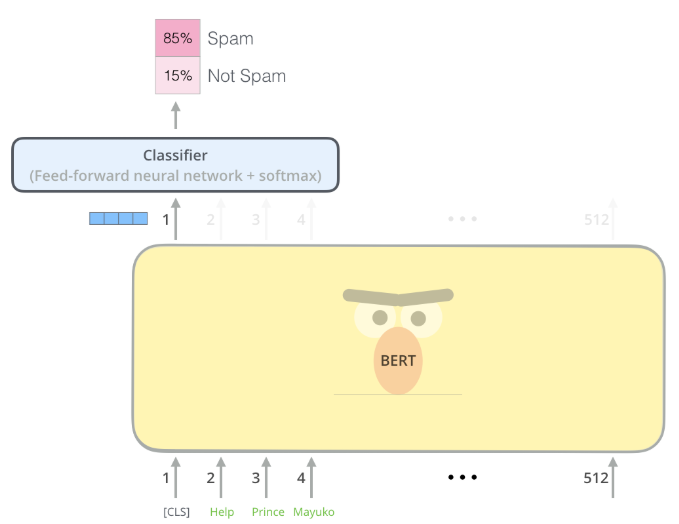 85% Spam
15% Not Spam
Classifier
(Feed-forward neural network + softmax)
1 2 3 4 ••• 512
BERT
1 2 3 4 ••• 512
[CLS] Help Prince Mayuko